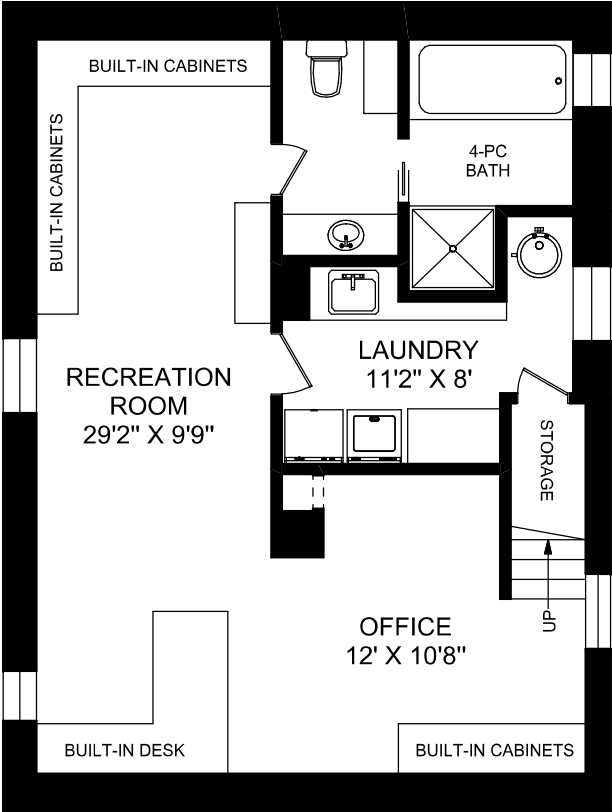 BUILT-IN CABINETS
BUILT-IN CABINETS
4-PC
BATH
LAUNDRY
11'2" X 8'
RECREATION
ROOM
29'2" X 9'9"
STORAGE
UP
OFFICE
12' X 10'8"
BUILT-IN DESK
BUILT-IN CABINETS